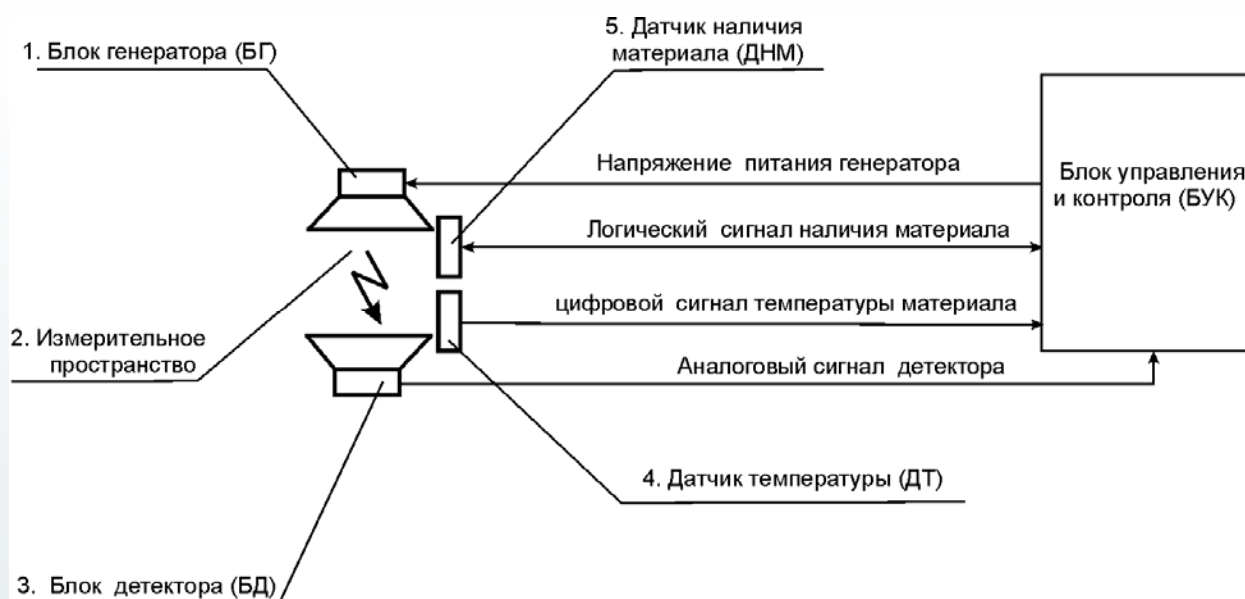 1. Блок генератора (БГ)
5. Датчик наличия
материала (ДНМ)
Напряжение питания генератора
Блок управления
и контроля (БУК)
Логический сигнал наличия материала
цифровой сигнал температуры материала
2. Измерительное
пространство
Аналоговый сигнал детектора
4. Датчик температуры (ДТ)
3. Блок детектора (БД)